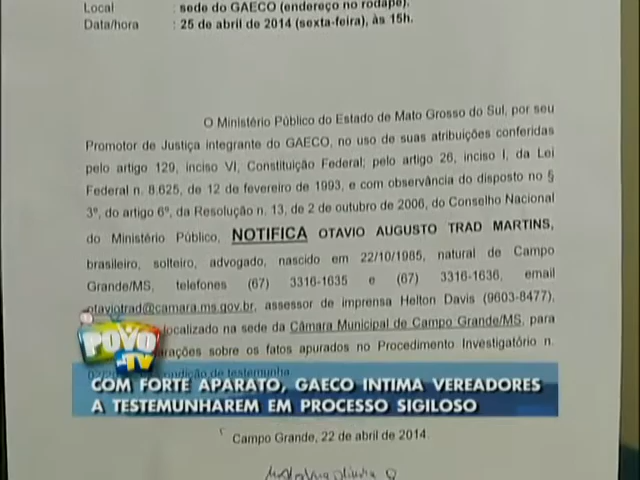 Local : sede do GAECO (endereço no rodapé).
Data/hora : 25 de abril de 2014 (sexta-feira), às 15h.
O Ministério Público do Estado de Mato Grosso do Sul, por seu
Promotor de Justiça integrante do GAECO, no uso de suas atribuições conferidas
pelo artigo 129, inciso VI, Constituição Federal; pelo artigo 26, inciso I, da Lei
Federal n. 8.625, de 12 de fevereiro de 1993, e com observância do disposto no §
3º, do artigo 6º, da Resolução n. 13, de 2 de outubro de 2006, do Conselho Nacional
do Ministério Público, NOTIFICA OTAVIO AUGUSTO TRAD MARTINS,
brasileiro, solteiro, advogado, nascido em 22/10/1985, natural de Campo
Grande/MS, telefones (67) 3316-1635 e (67) 3316-1636, email
otaviotrad@camara.ms.gov.br, assessor de imprensa Helton Davis (9603-8477),
localizado na sede da Câmara Municipal de Campo Grande/MS, para
sobre os fatos apurados no Procedimento Investigatório n.
de testemunha.
POVO
TV
COM FORTE APARATO, GAECO INTIMA VEREADORES
A TESTEMUNHAREM EM PROCESSO SIGILOSO
Campo Grande, 22 de abril de 2014.